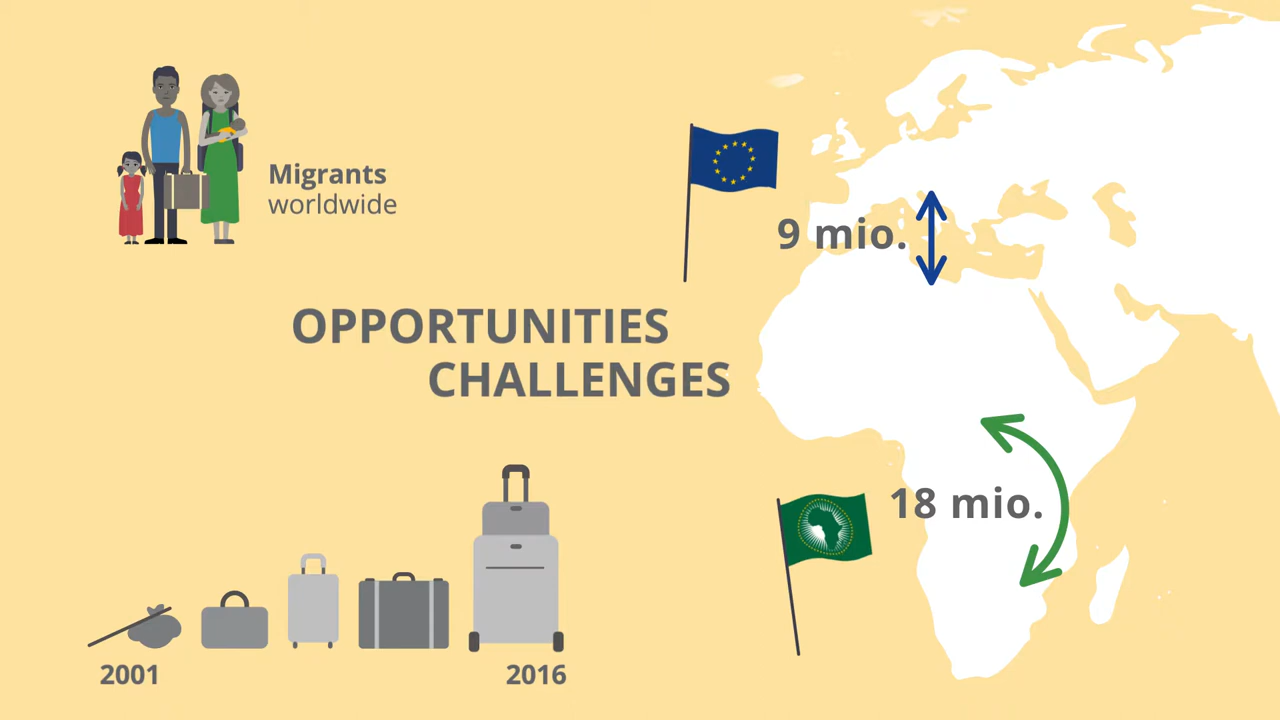 Migrants
worldwide
9 mio.
OPPORTUNITIES
CHALLENGES
18 mio.
2001
2016